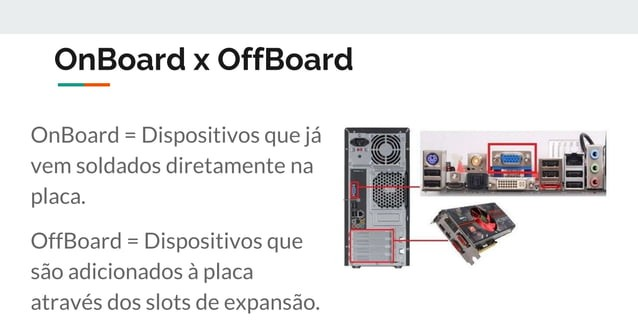 OnBoard x OffBoard
OnBoard = Dispositivos que já
vem soldados diretamente na
placa.
OffBoard = Dispositivos que
são adicionados à placa
através dos slots de expansão.